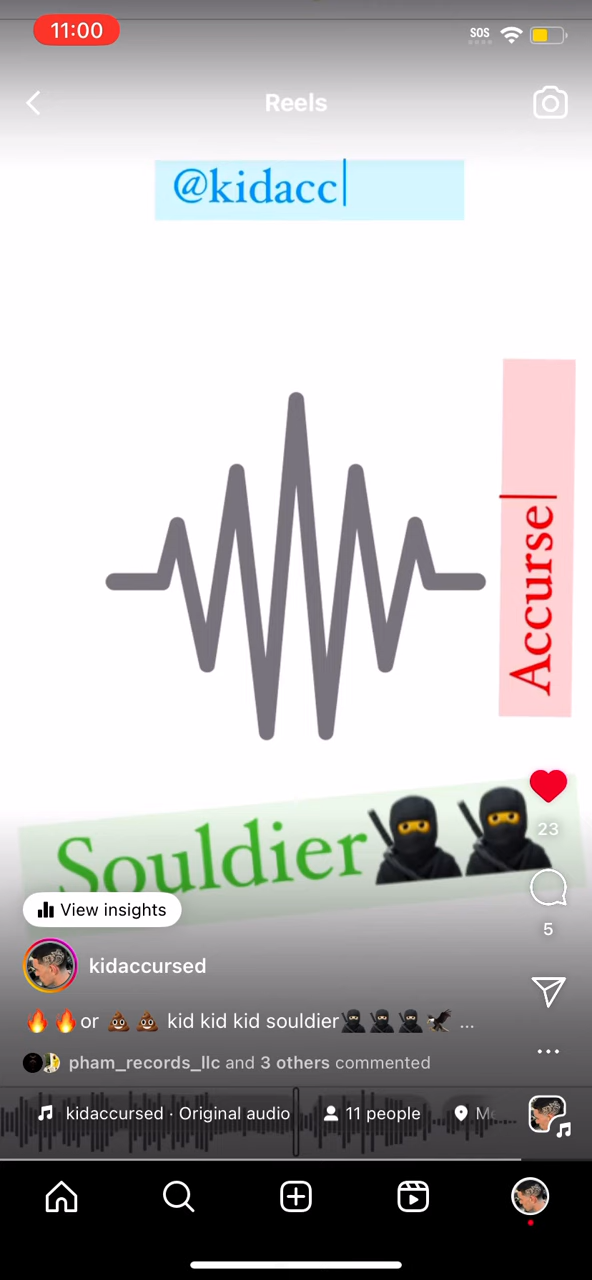 11:00
SOS
Reels
@kidacc
Accurse
Souldier🥷🥷
23
View insights
5
kidaccursed
🔥🔥or 💩💩 kid kid kid souldier🥷🥷🥷🦅 ...
pham_records_llc and 3 others commented
kidaccursed · Original audio
11 people